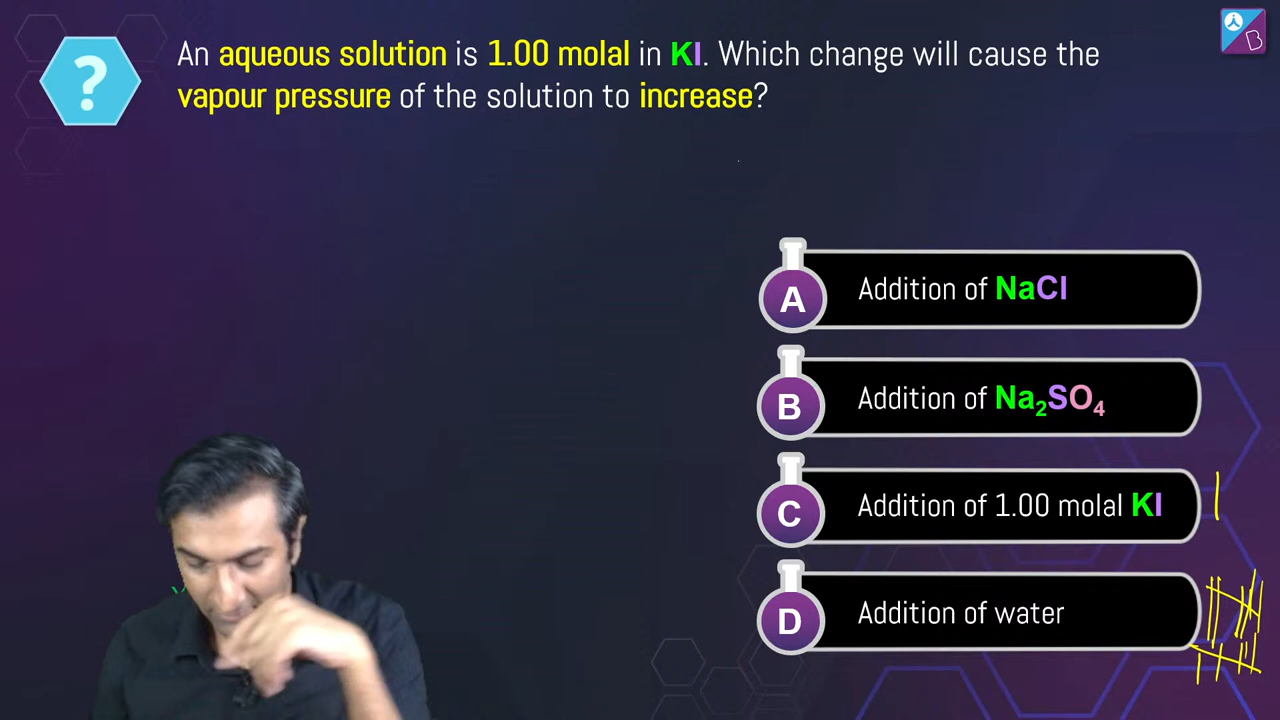 ?
An aqueous solution is 1.00 molal in KI. Which change will cause the
vapour pressure of the solution to increase?
B
A
Addition of NaCl
B
Addition of Na₂SO₄
C
Addition of 1.00 molal KI
D
Addition of water